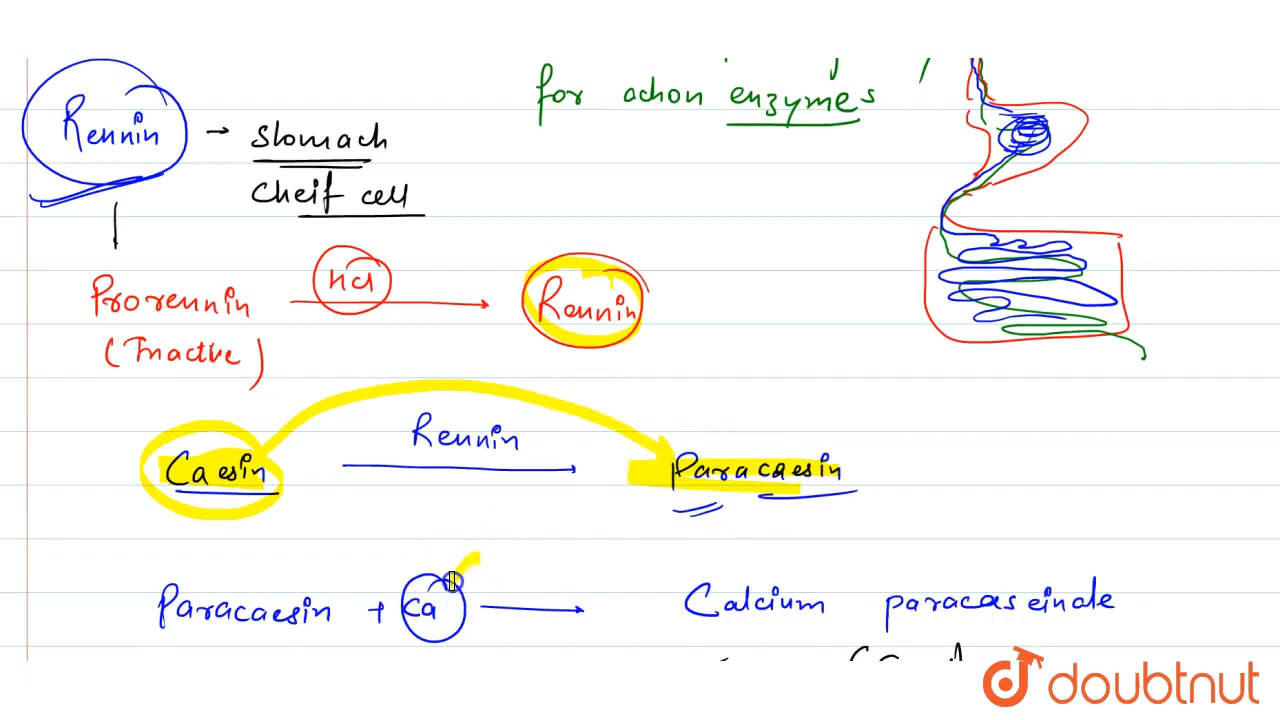 for action enzymes
Rennin → stomach
Cheif cell
Prorennin HCl Rennin
(Inactive)
Rennin
Caesin Paracaesin
Paracaesin + Ca Calcium paracaseinate
doubtnut